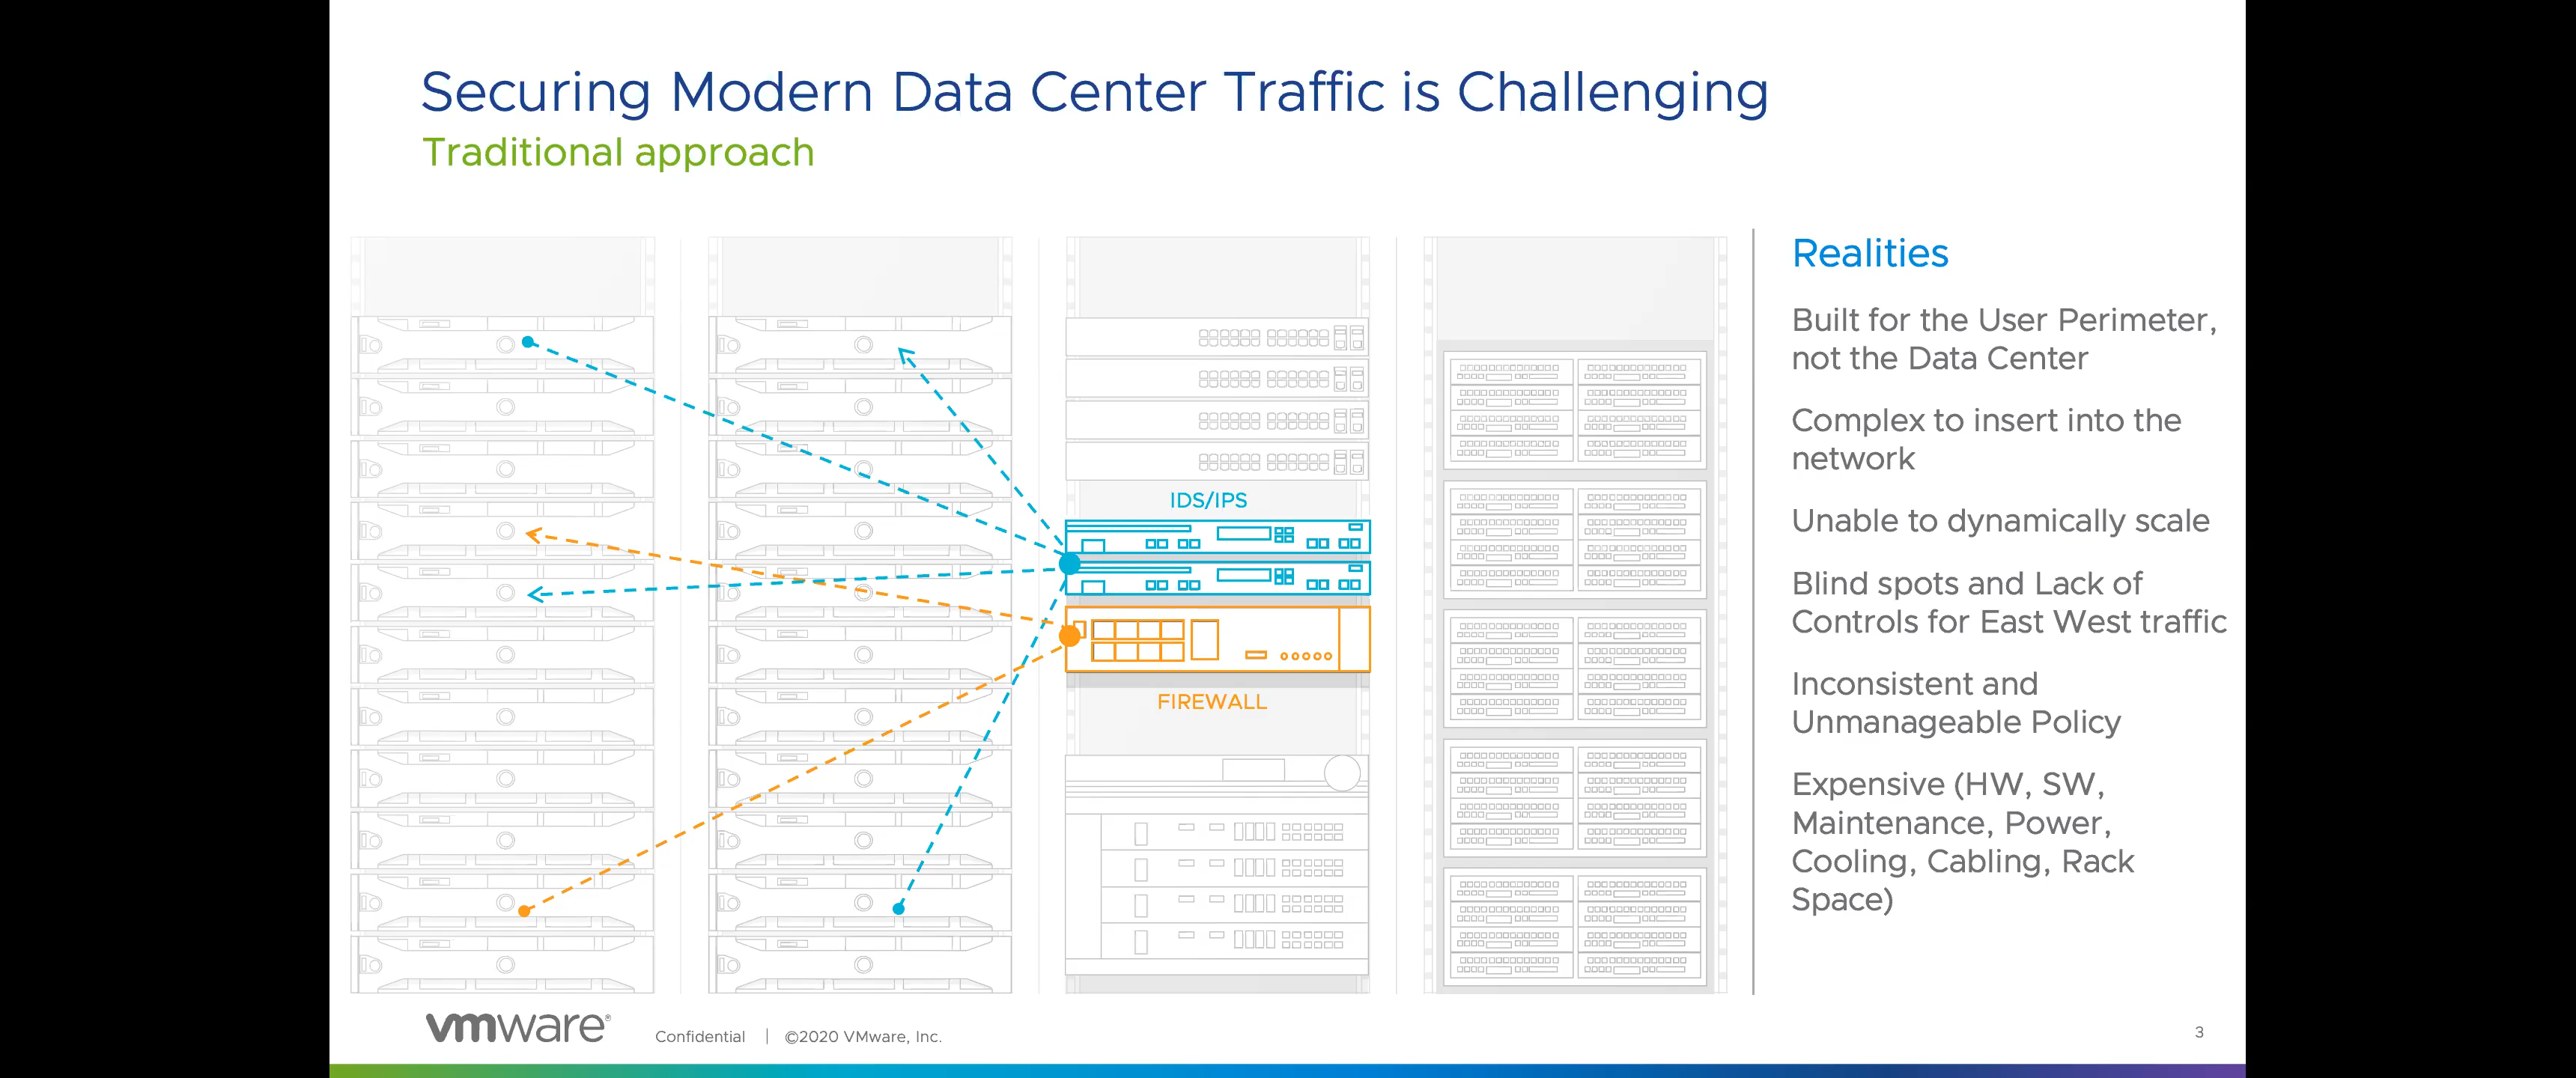 Securing Modern Data Center Traffic is Challenging
Traditional approach
IDS/IPS
FIREWALL
Realities
Built for the User Perimeter,
not the Data Center
Complex to insert into the
network
Unable to dynamically scale
Blind spots and Lack of
Controls for East West traffic
Inconsistent and
Unmanageable Policy
Expensive (HW, SW,
Maintenance, Power,
Cooling, Cabling, Rack
Space)
vmware®
Confidential | ©2020 VMware, Inc.
3